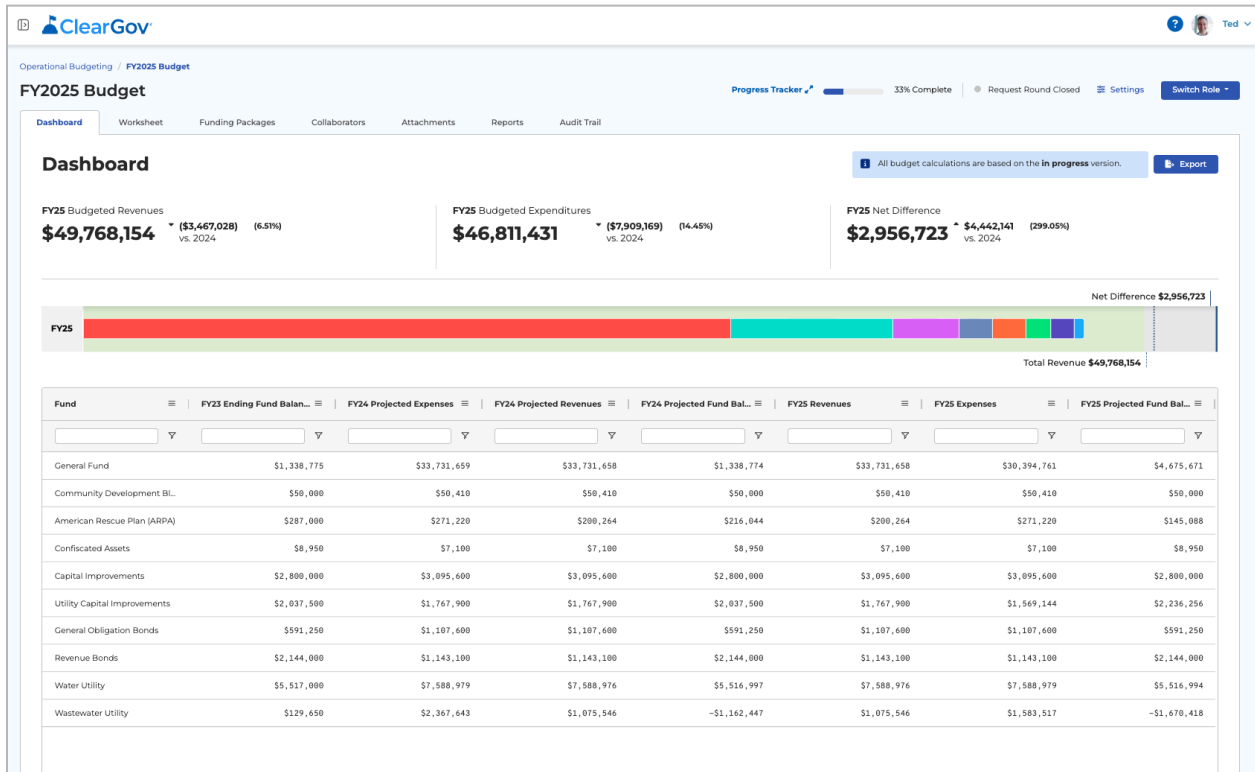 ClearGov
? Ted
Operational Budgeting / FY2025 Budget
FY2025 Budget
Progress Tracker 33% Complete Request Round Closed Settings Switch Role
Dashboard Worksheet Funding Packages Collaborators Attachments Reports Audit Trail
Dashboard
i All budget calculations are based on the in progress version. Export
FY25 Budgeted Revenues
$49,768,154 ($3,467,028) (6.51%)
vs. 2024
FY25 Budgeted Expenditures
$46,811,431 ($7,909,169) (14.45%)
vs. 2024
FY25 Net Difference
$2,956,723 $4,442,141 (299.05%)
vs. 2024
Net Difference $2,956,723
FY25
Total Revenue $49,768,154
Fund FY23 Ending Fund Balan... FY24 Projected Expenses FY24 Projected Revenues FY24 Projected Fund Bal... FY25 Revenues FY25 Expenses FY25 Projected Fund Bal...
General Fund $1,338,775 $33,731,659 $33,731,658 $1,338,774 $33,731,658 $30,394,761 $4,675,671
Community Development Bl... $50,000 $50,410 $50,410 $50,000 $50,410 $50,410 $50,000
American Rescue Plan (ARPA) $287,000 $271,220 $200,264 $216,044 $200,264 $271,220 $145,088
Confiscated Assets $8,950 $7,100 $7,100 $8,950 $7,100 $7,100 $8,950
Capital Improvements $2,800,000 $3,095,600 $3,095,600 $2,800,000 $3,095,600 $3,095,600 $2,800,000
Utility Capital Improvements $2,037,500 $1,767,900 $1,767,900 $2,037,500 $1,767,900 $1,569,144 $2,236,256
General Obligation Bonds $591,250 $1,107,600 $1,107,600 $591,250 $1,107,600 $1,107,600 $591,250
Revenue Bonds $2,144,000 $1,143,100 $1,143,100 $2,144,000 $1,143,100 $1,143,100 $2,144,000
Water Utility $5,517,000 $7,588,979 $7,588,976 $5,516,997 $7,588,976 $7,588,979 $5,516,994
Wastewater Utility $129,650 $2,367,643 $1,075,546 -$1,162,447 $1,075,546 $1,583,517 -$1,670,418